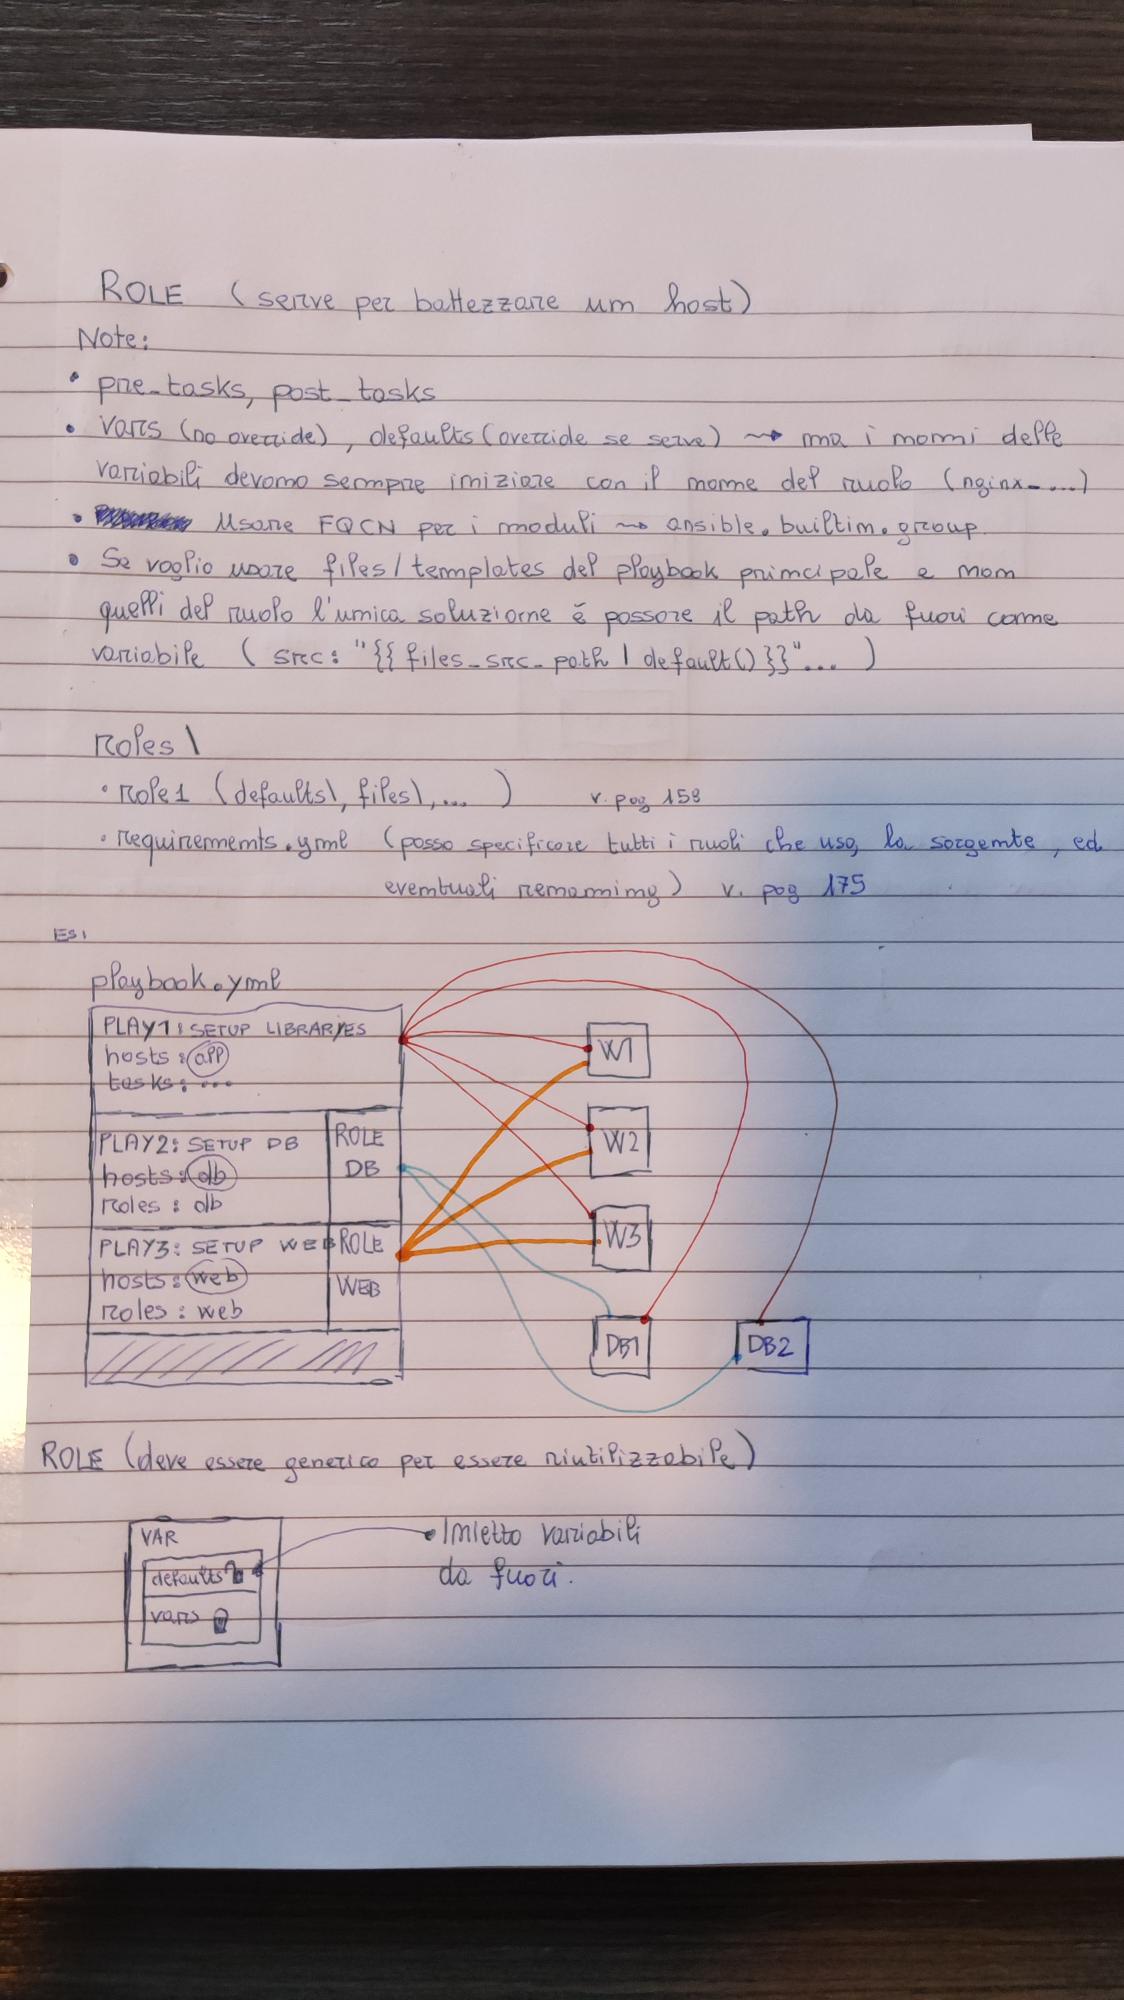 ROLE (serve per battezzare un host)
Note:
• pre_tasks, post_tasks
• vars (no override), defaults (override se serve) ⇝ ma i nomi delle
variabili devono sempre iniziare con il nome del ruolo (nginx_...)
• Usare FQCN per i moduli ⇝ ansible.builtin.group
• Se voglio usare files/templates del playbook principale e non
quelli del ruolo l'unica soluzione é passare il path da fuori come
variabile ( src: "{{ files_src_path | default() }}"... )
roles\
• role1 (defaults\, files\, ... ) v. pag 159
• requirements.yml (posso specificare tutti i ruoli che uso, la sorgente, ed
eventuali renaming) v. pag 175
ES:
playbook.yml
PLAY1: SETUP LIBRARIES
hosts: app
tasks: ...
PLAY2: SETUP DB
hosts: db
roles: db
ROLE
DB
PLAY3: SETUP WEB
hosts: web
roles: web
ROLE
WEB
W1
W2
W3
DB1
DB2
ROLE (deve essere generico per essere riutilizzabile)
VAR
defaults
vars
• Inietto variabili
da fuori.